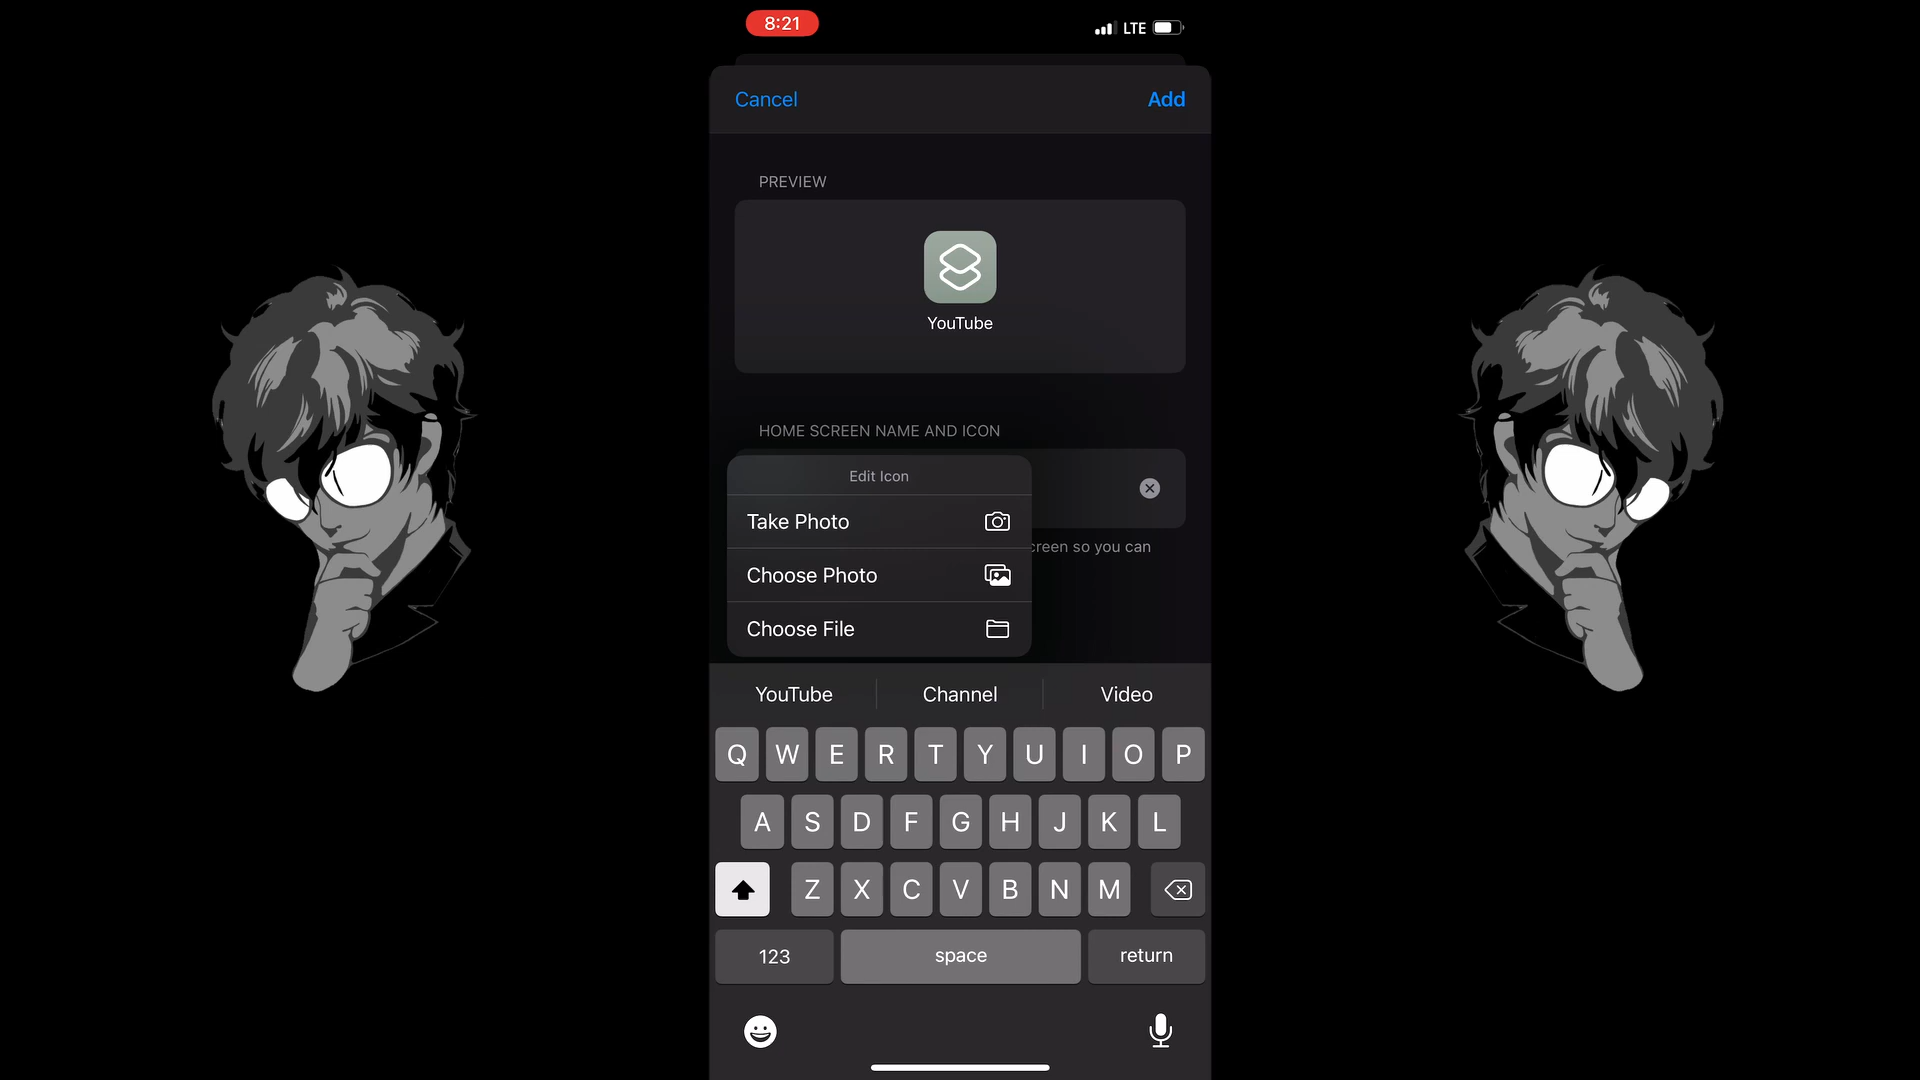 8:21
LTE
Cancel
Add
PREVIEW
YouTube
HOME SCREEN NAME AND ICON
Edit Icon
Take Photo
creen so you can
Choose Photo
Choose File
YouTube Channel Video
Q W E R T Y U I O P
A S D F G H J K L
Z X C V B N M
123 space return